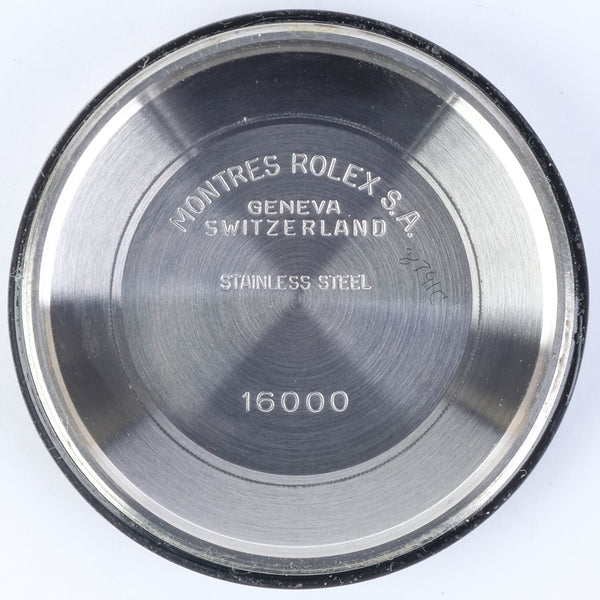 MONTRES ROLEX S.A.
GENEVA
SWITZERLAND
STAINLESS STEEL
16000